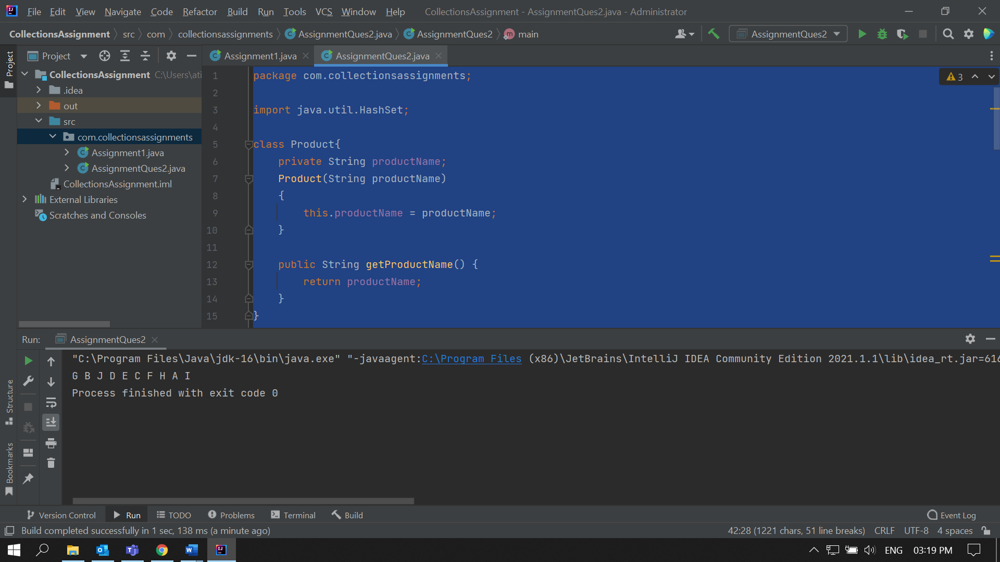 File Edit View Navigate Code Refactor Build Run Tools VCS Window Help CollectionsAssignment - AssignmentQues2.java - Administrator
CollectionsAssignment src com collectionsassignments AssignmentQues2.java AssignmentQues2 main AssignmentQues2
Project
Project
Assignment1.java AssignmentQues2.java
CollectionsAssignment C:\Users\ati
.idea
out
src
com.collectionsassignments
Assignment1.java
AssignmentQues2.java
CollectionsAssignment.iml
External Libraries
Scratches and Consoles
3
1 package com.collectionsassignments;
2
3 import java.util.HashSet;
4
5 class Product{
6 private String productName;
7 Product(String productName)
8 {
9 this.productName = productName;
10 }
11
12 public String getProductName() {
13 return productName;
14 }
15 }
Run: AssignmentQues2
"C:\Program Files\Java\jdk-16\bin\java.exe" "-javaagent:C:\Program Files (x86)\JetBrains\IntelliJ IDEA Community Edition 2021.1.1\lib\idea_rt.jar=616
G B J D E C F H A I
Process finished with exit code 0
Structure
Bookmarks
Version Control Run TODO Problems Terminal Build Event Log
Build completed successfully in 1 sec, 138 ms (a minute ago) 42:28 (1221 chars, 51 line breaks) CRLF UTF-8 4 spaces
ENG 03:19 PM